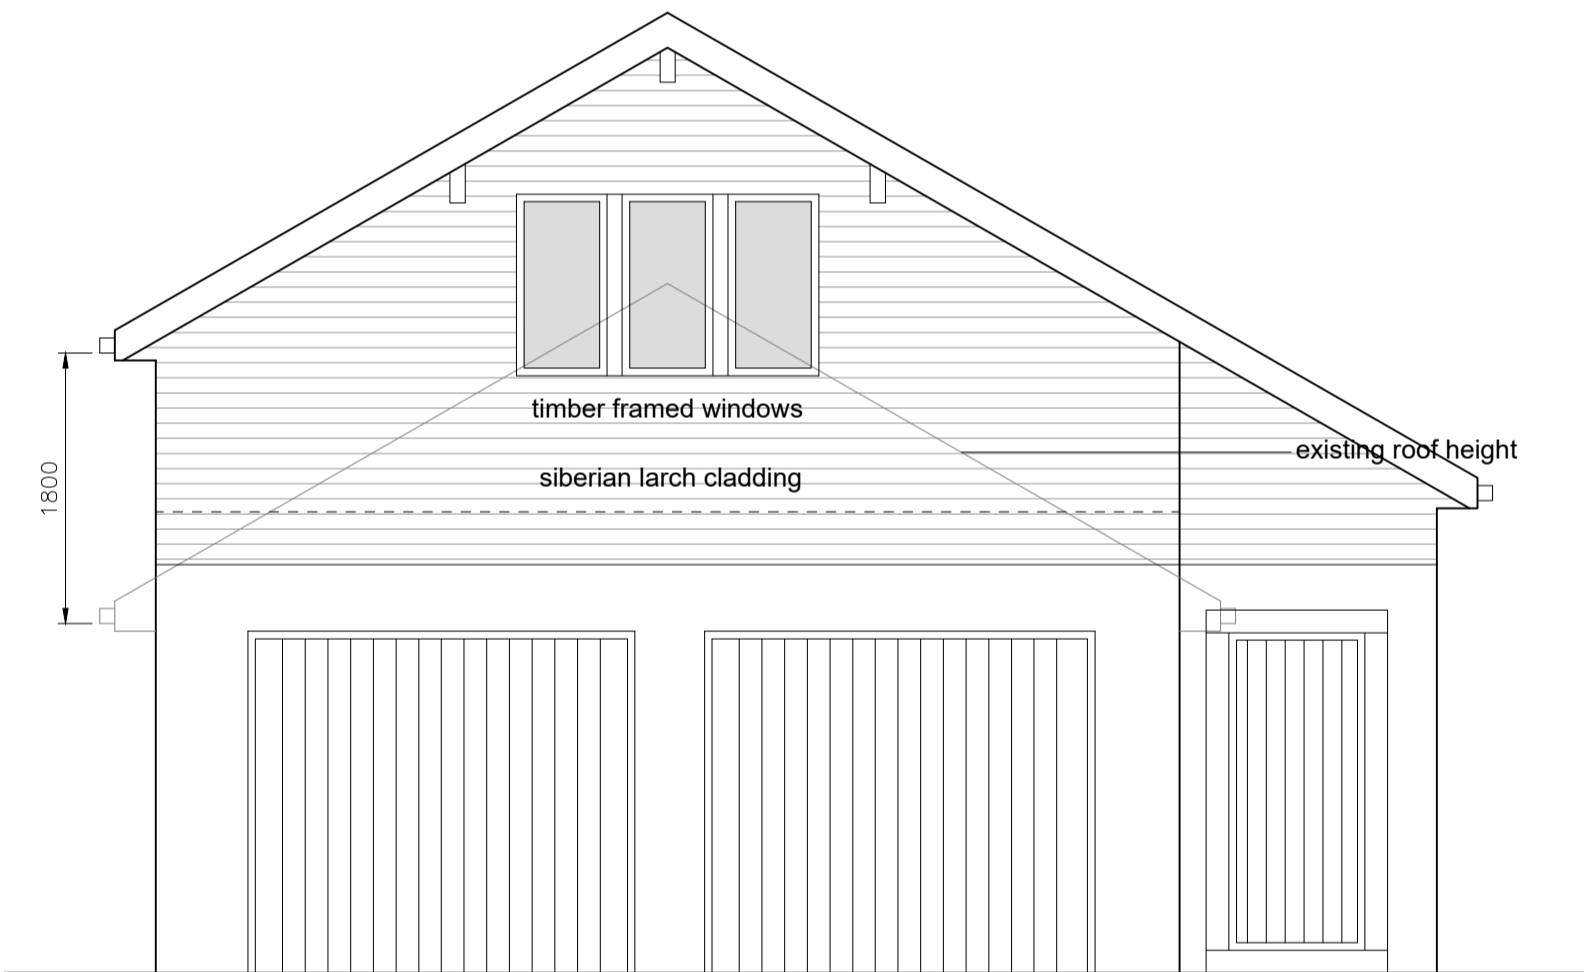 timber framed windows
existing roof height
siberian larch cladding
1800